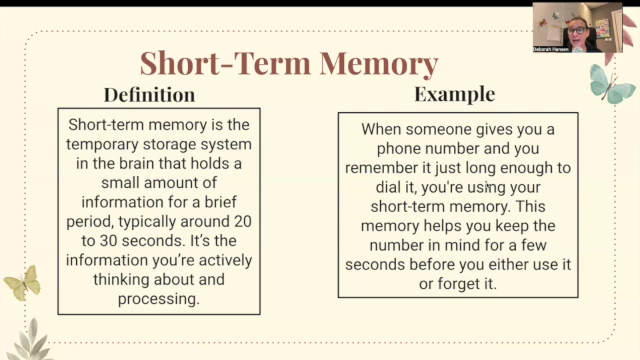 Deborah Hansen
Short-Term Memory
Definition
Short-term memory is the
temporary storage system
in the brain that holds a
small amount of
information for a brief
period, typically around 20
to 30 seconds. It's the
information you're actively
thinking about and
processing.
Example
When someone gives you a
phone number and you
remember it just long enough to
dial it, you're using your
short-term memory. This
memory helps you keep the
number in mind for a few
seconds before you either use it
or forget it.